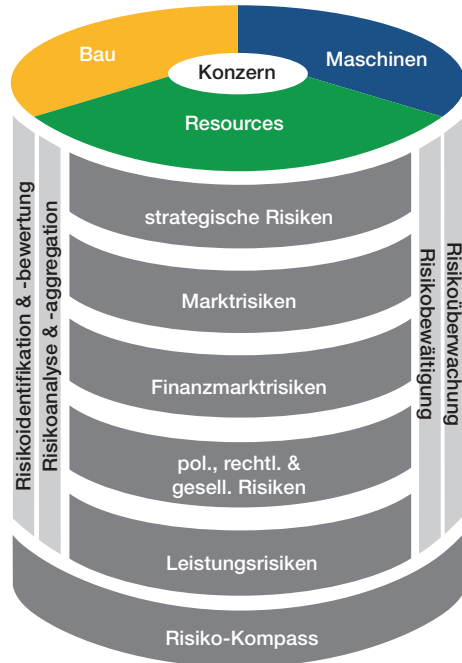 Bau
Maschinen
Konzern
Resources
Risikoidentifikation & -bewertung
Risikoanalyse & -aggregation
strategische Risiken
Marktrisiken
Finanzmarktrisiken
pol., rechtl. &
gesell. Risiken
Leistungsrisiken
Risikobewältigung
Risikoüberwachung
Risiko-Kompass